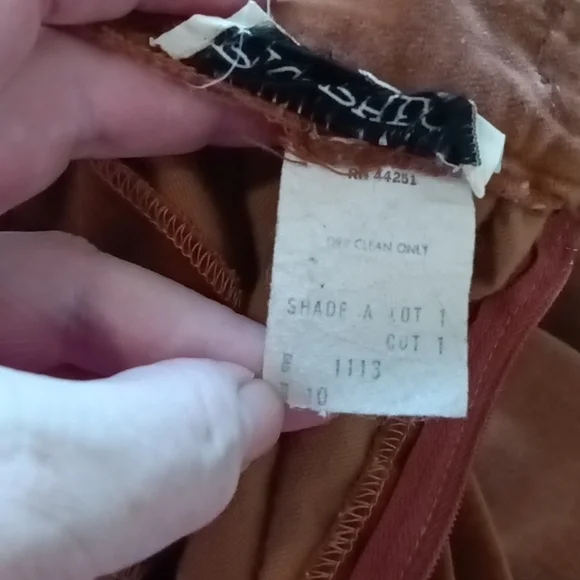 RN 44251
DRY CLEAN ONLY
SHADE A LOT 1
CUT 1
1113
10